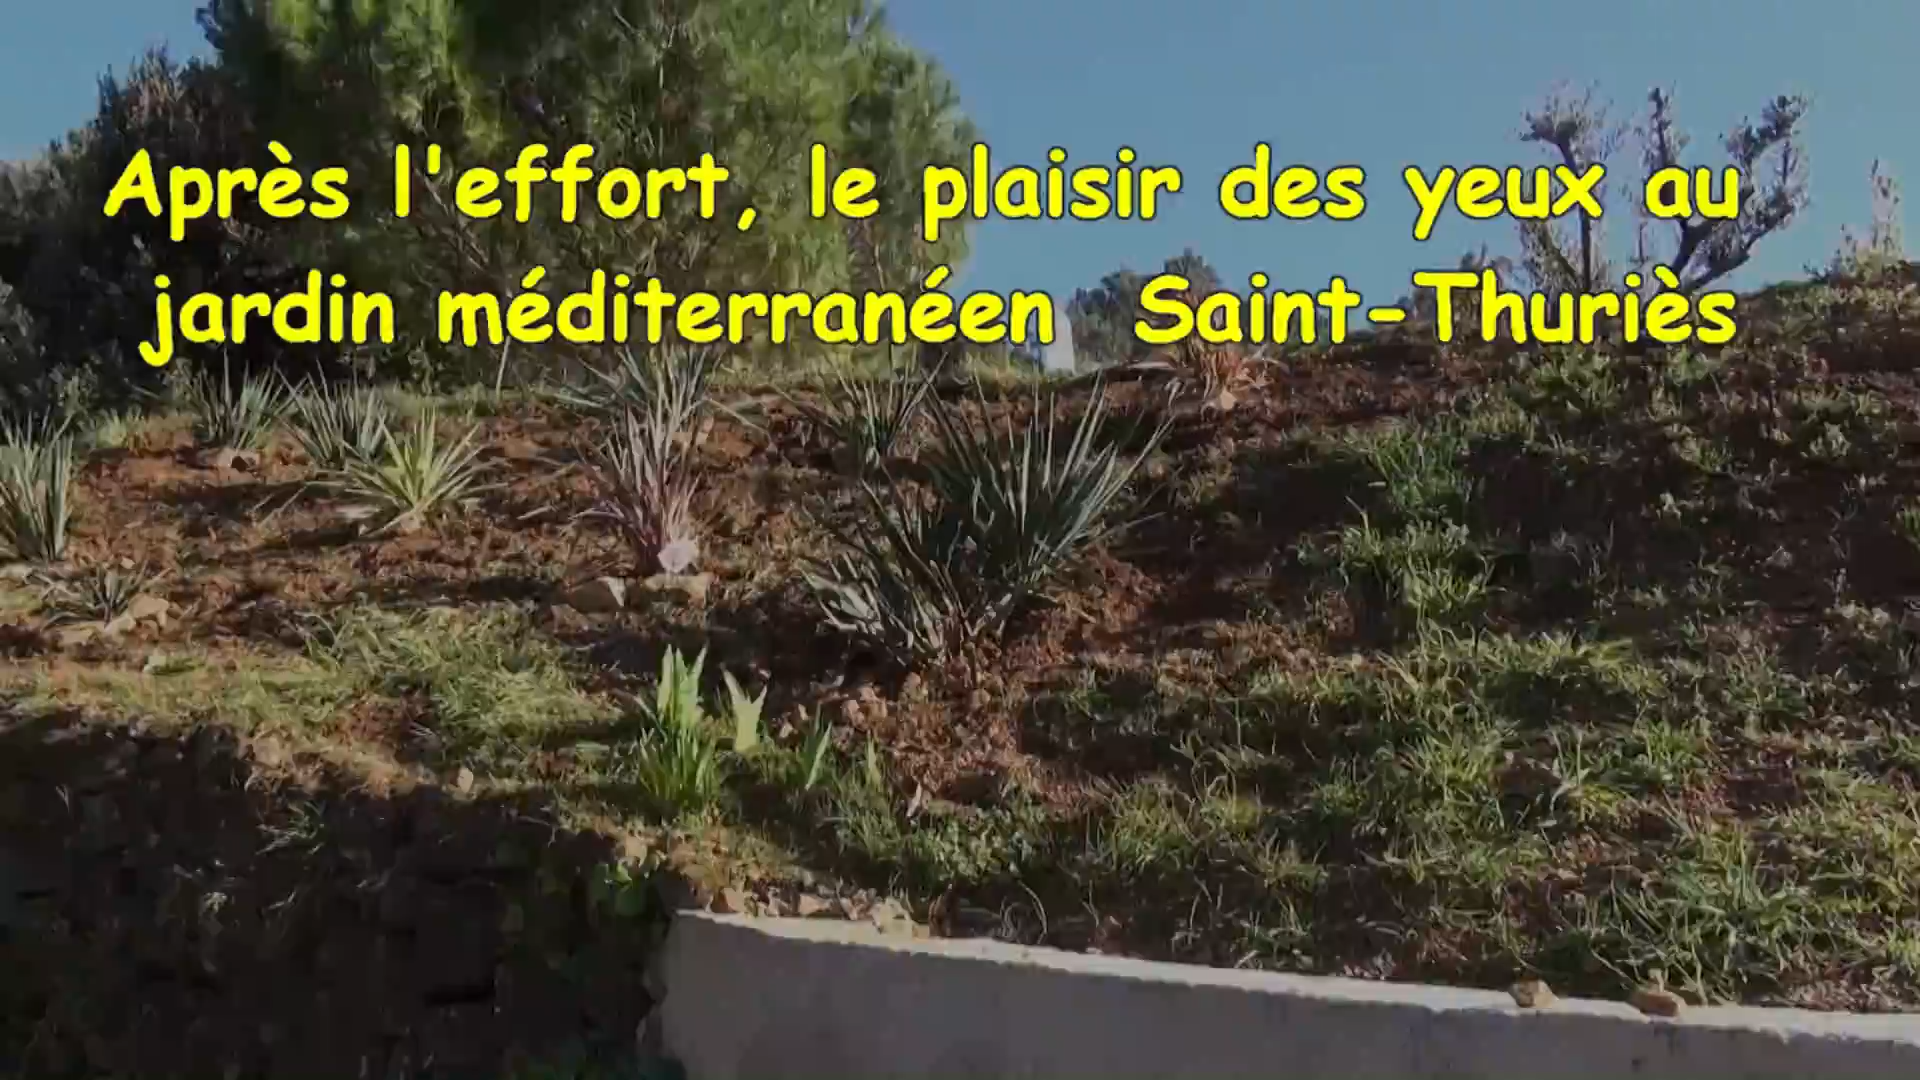 Après l'effort, le plaisir des yeux au
jardin méditerranéen Saint-Thuriès